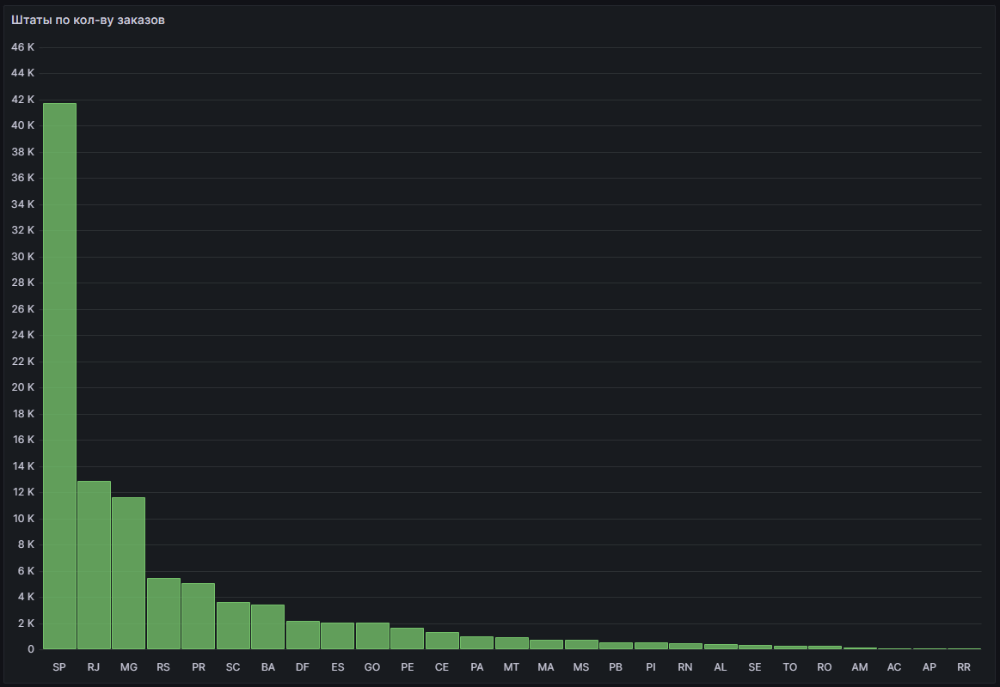 Штаты по кол-ву заказов
46 K
44 K
42 K
40 K
38 K
36 K
34 K
32 K
30 K
28 K
26 K
24 K
22 K
20 K
18 K
16 K
14 K
12 K
10 K
8 K
6 K
4 K
2 K
0
SP RJ MG RS PR SC BA DF ES GO PE CE PA MT MA MS PB PI RN AL SE TO RO AM AC AP RR